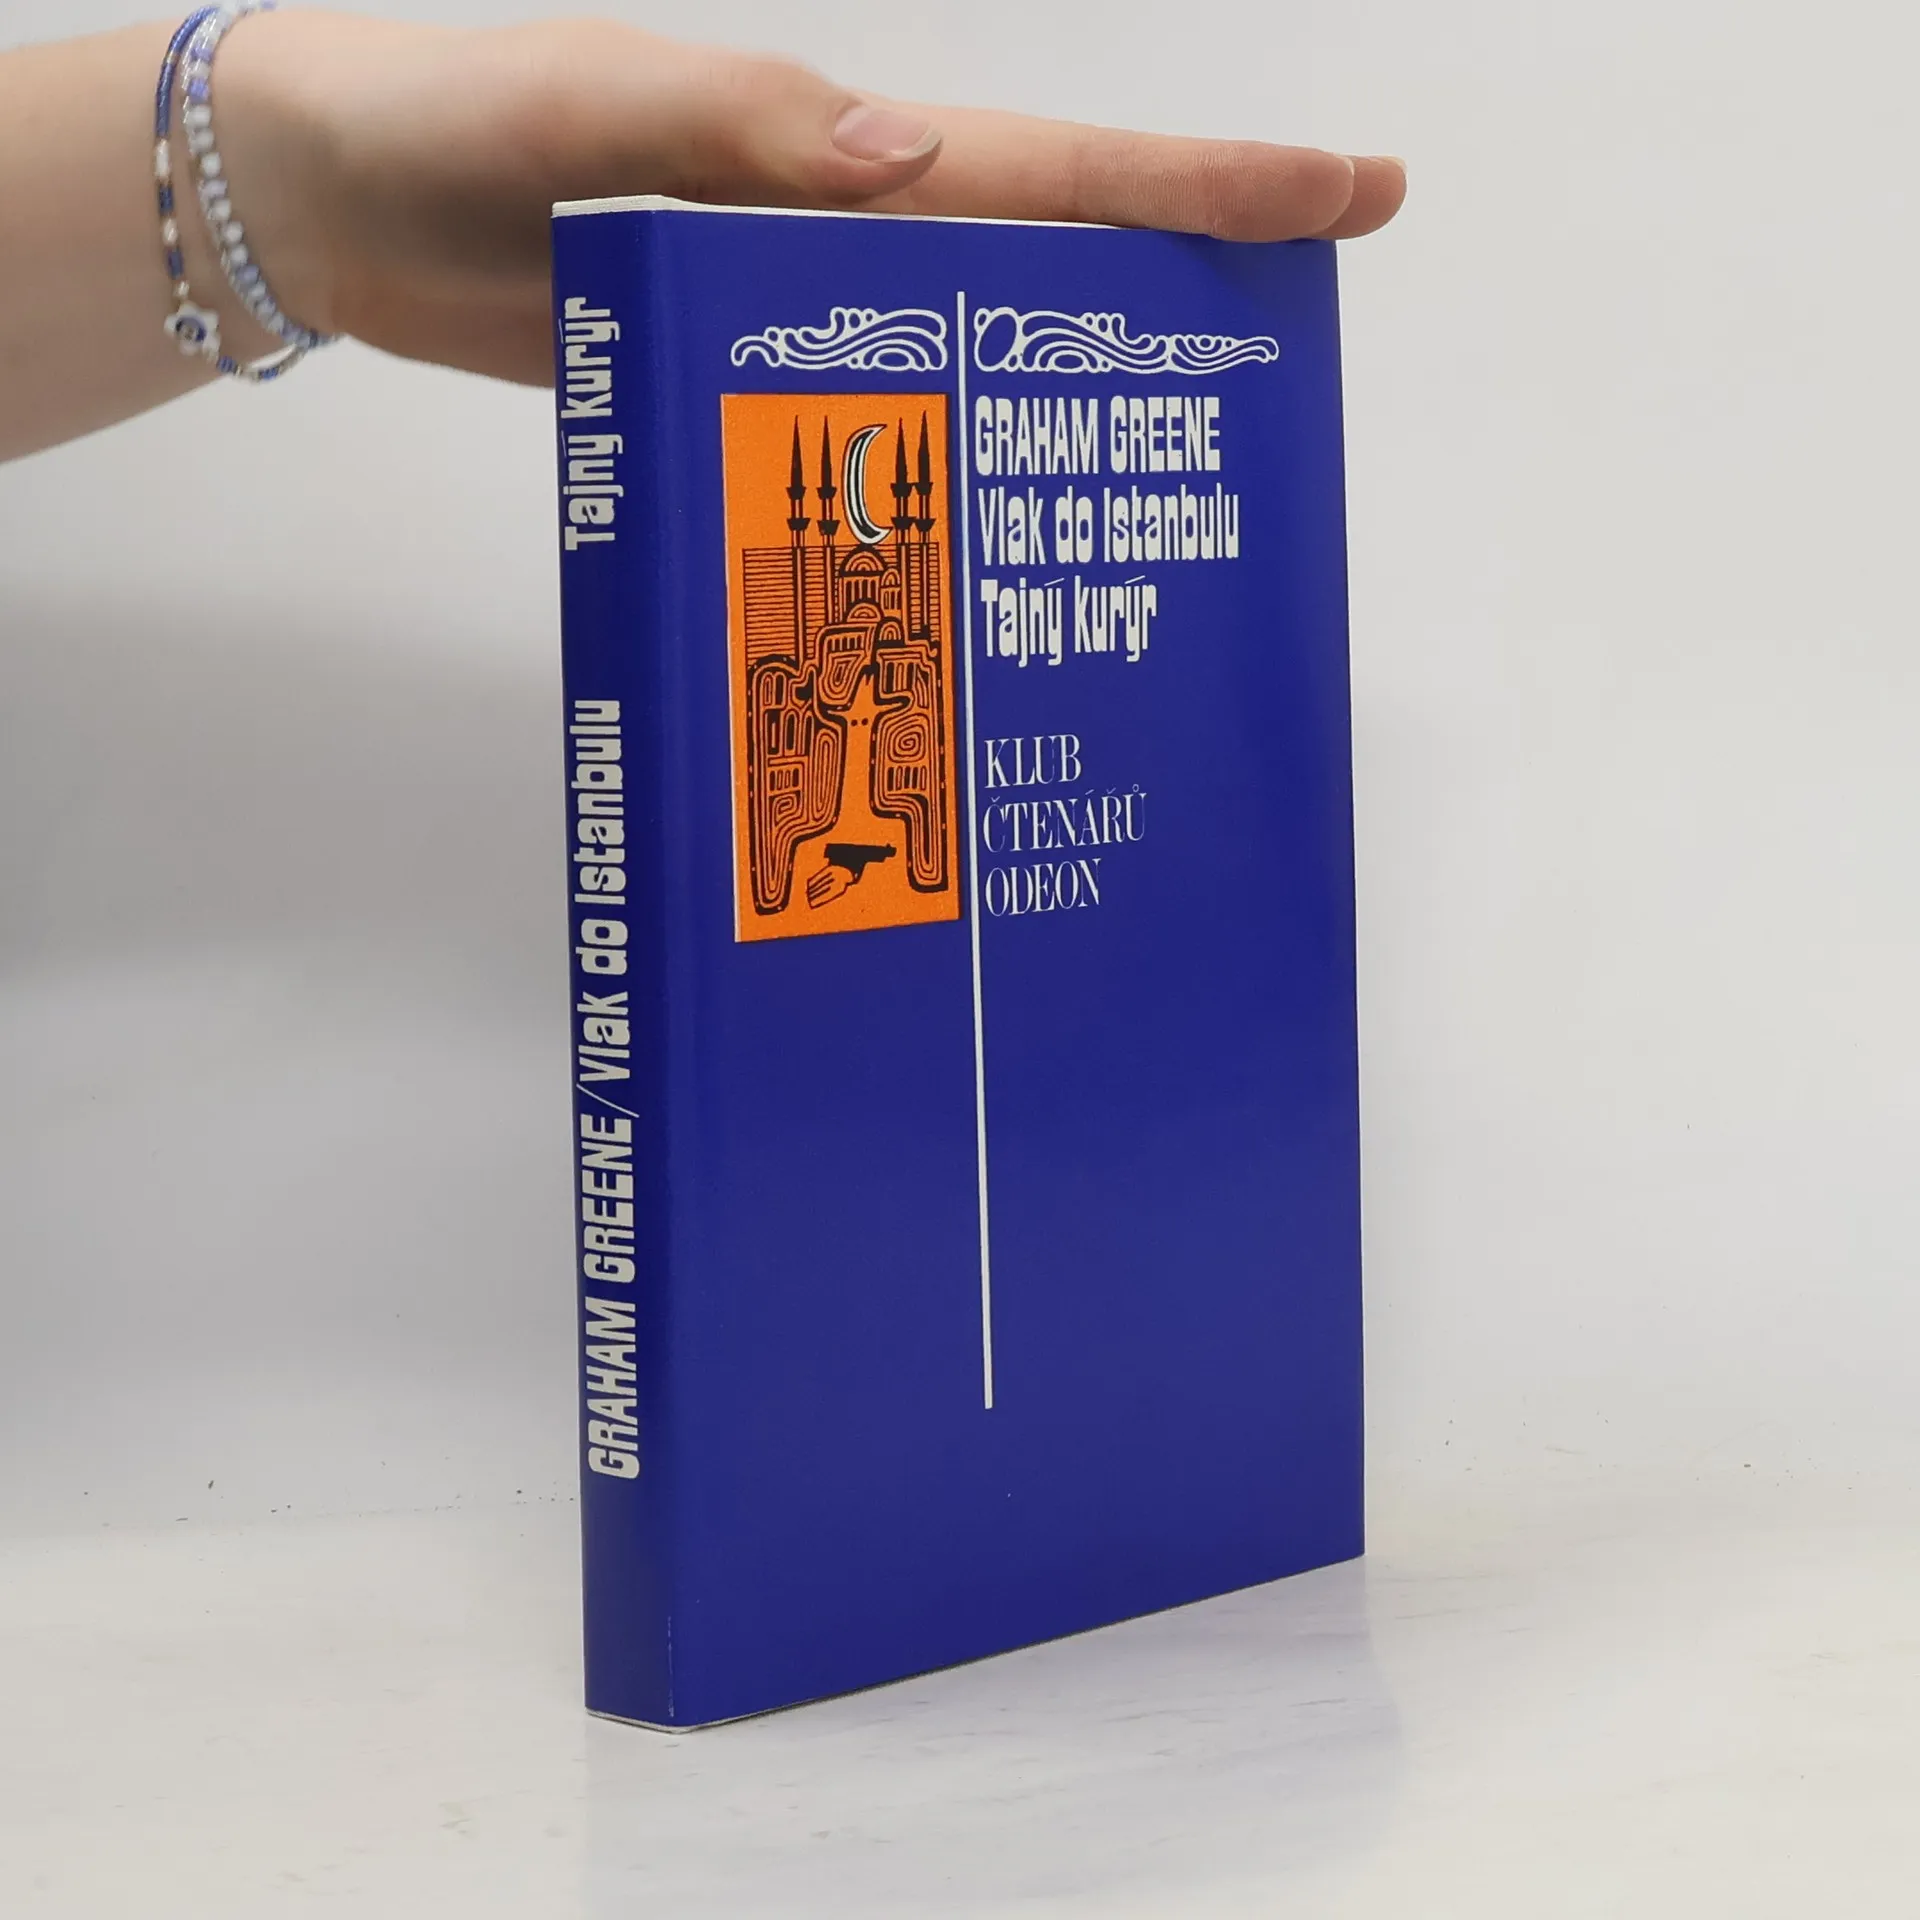 GRAHAM GREENE
Vlak do Istanbulu
Tajný kurýr
KLUB
ČTENÁŘŮ
ODEON
GRAHAM GREENE/Vlak do Istanbulu Tajný kurýr